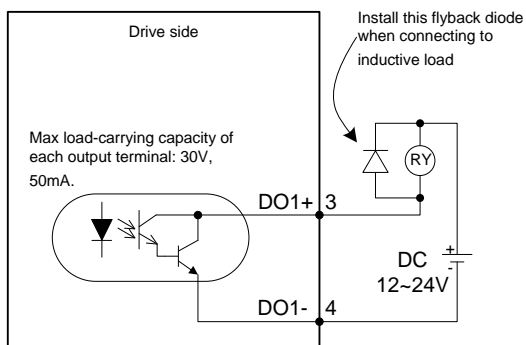 Drive side
Install this flyback diode
when connecting to
inductive load
Max load-carrying capacity of
each output terminal: 30V,
50mA.
RY
DO1+ 3
+
DC
-
12~24V
DO1- 4